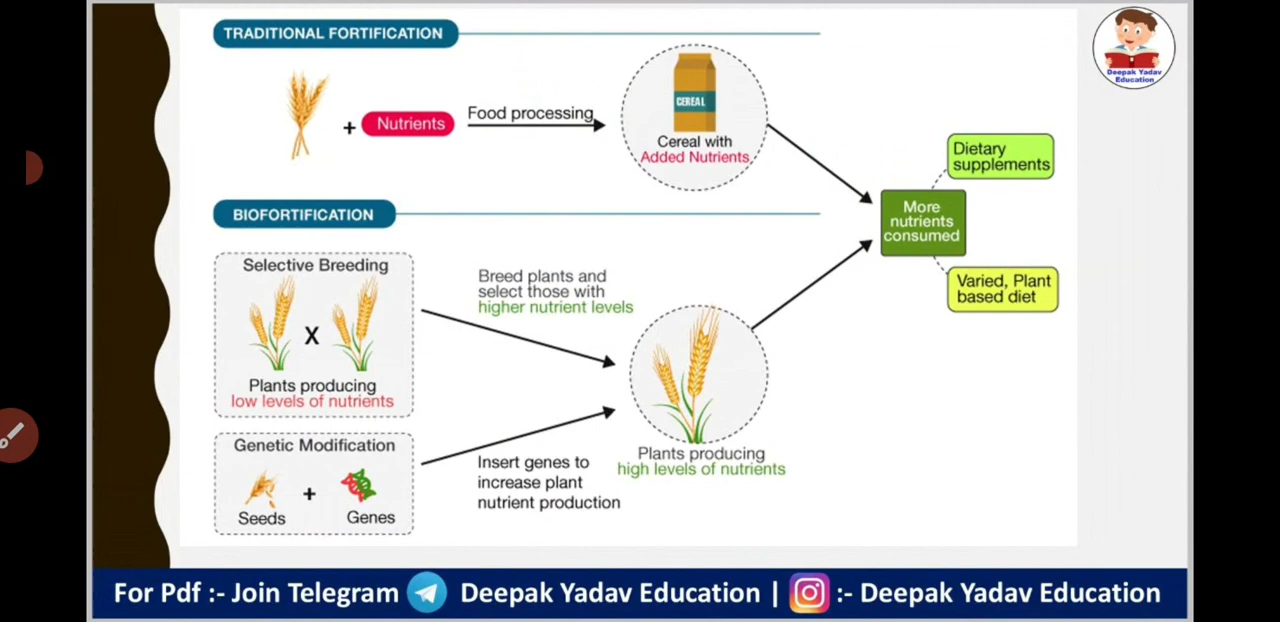 TRADITIONAL FORTIFICATION
Deepak Yadav
Education
+ Nutrients
Food processing
CEREAL
Cereal with
Added Nutrients
Dietary
supplements
More
nutrients
consumed
Varied, Plant
based diet
BIOFORTIFICATION
Selective Breeding
X
Plants producing
low levels of nutrients
Breed plants and
select those with
higher nutrient levels
Genetic Modification
+
Seeds
Genes
Insert genes to
increase plant
nutrient production
Plants producing
high levels of nutrients
For Pdf :- Join Telegram Deepak Yadav Education | :- Deepak Yadav Education